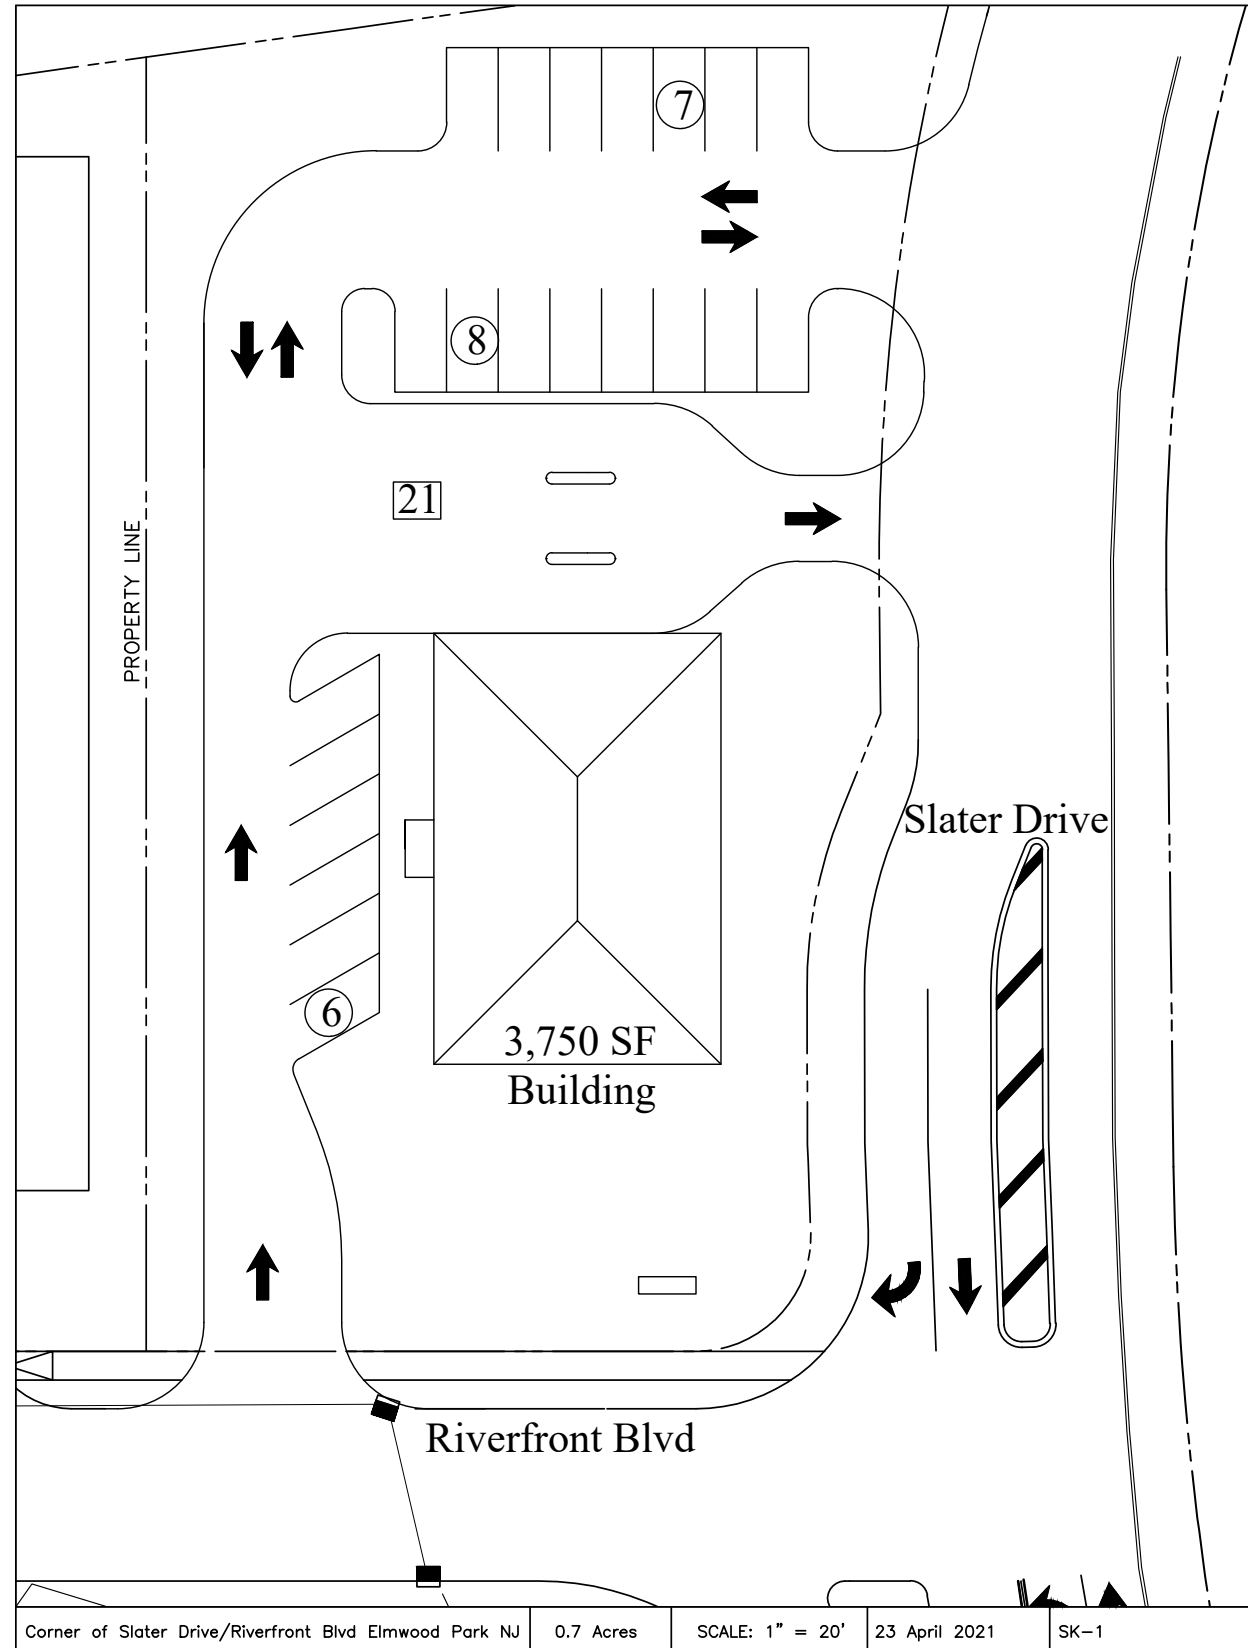 7
8
21
PROPERTY LINE
Slater Drive
6
3,750 SF
Building
Riverfront Blvd
Corner of Slater Drive/Riverfront Blvd Elmwood Park NJ
0.7 Acres
SCALE: 1" = 20'
23 April 2021
SK-1